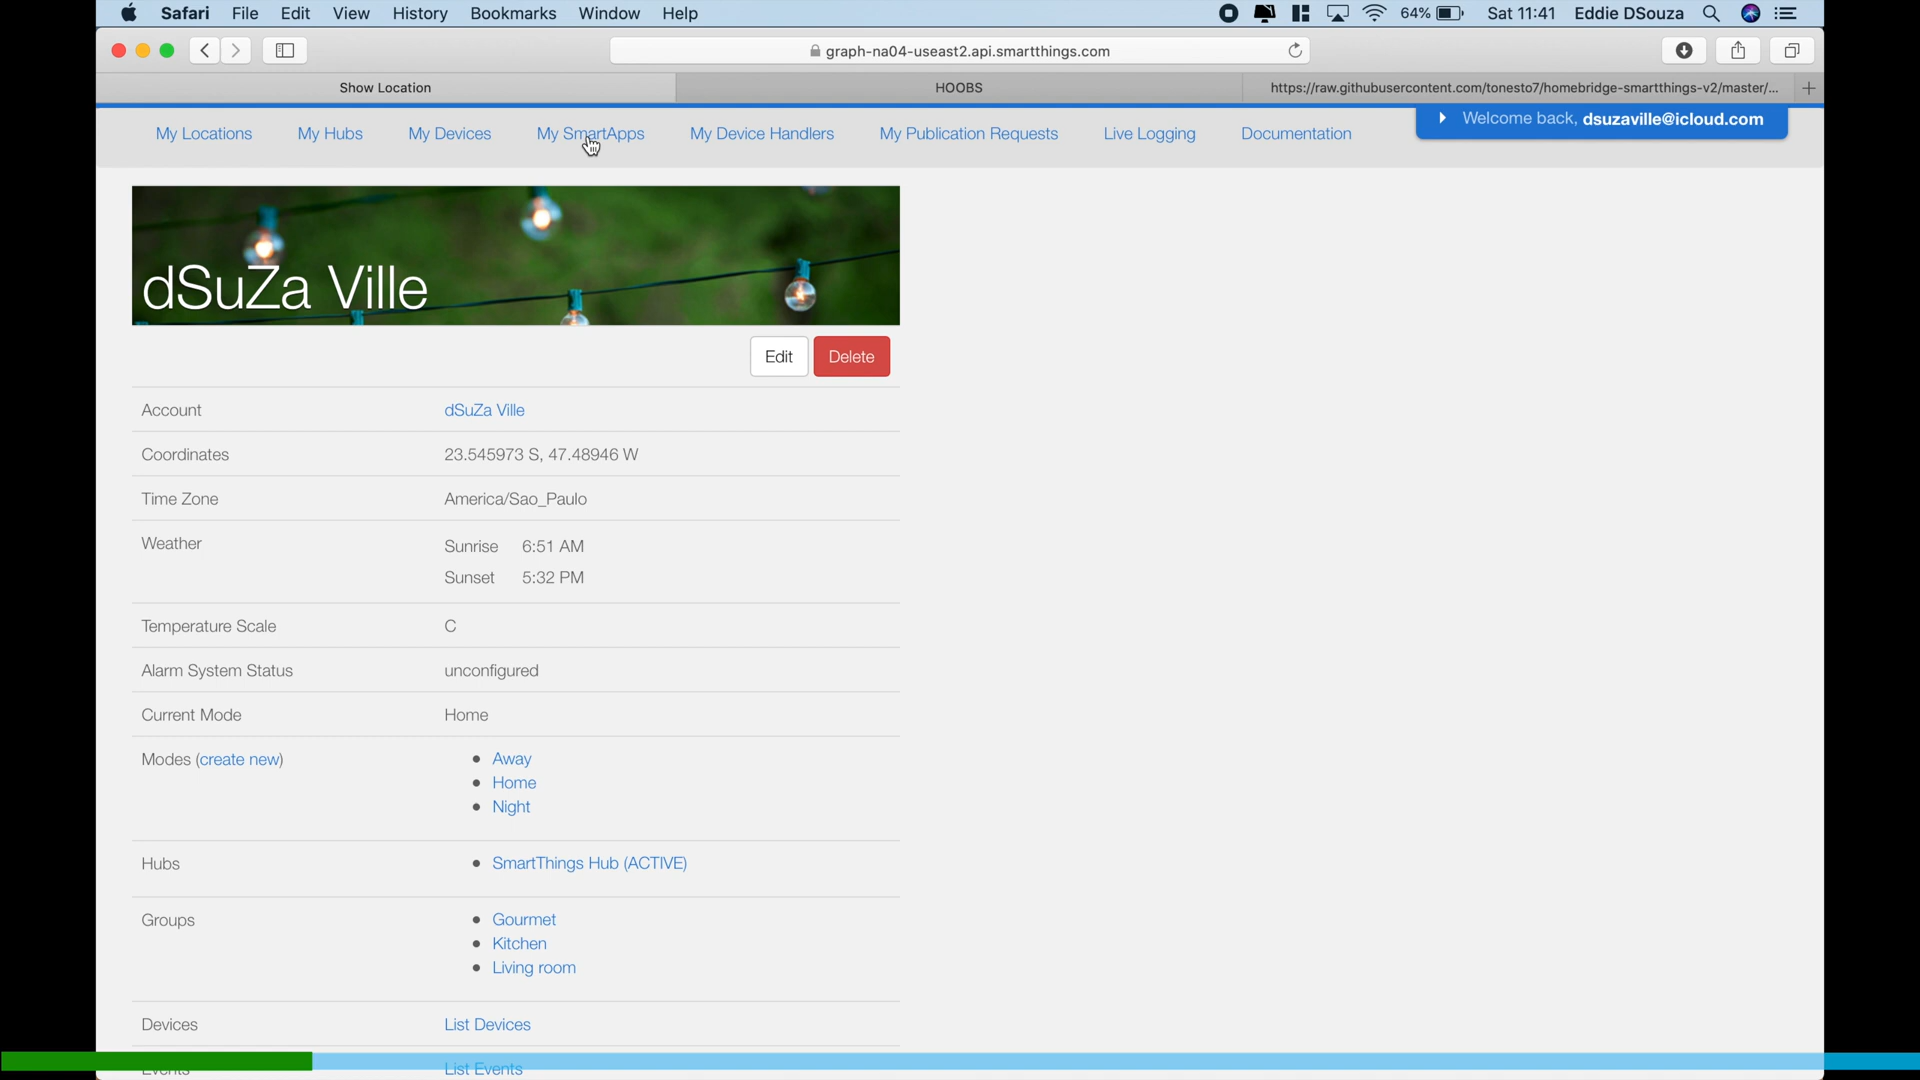 Safari File Edit View History Bookmarks Window Help 64% Sat 11:41 Eddie DSouza
graph-na04-useast2.api.smartthings.com
Show Location HOOBS https://raw.githubusercontent.com/tonesto7/homebridge-smartthings-v2/master/...
My Locations My Hubs My Devices My SmartApps My Device Handlers My Publication Requests Live Logging Documentation Welcome back, dsuzaville@icloud.com
dSuZa Ville
Edit Delete
Account dSuZa Ville
Coordinates 23.545973 S, 47.48946 W
Time Zone America/Sao_Paulo
Weather Sunrise 6:51 AM
Sunset 5:32 PM
Temperature Scale C
Alarm System Status unconfigured
Current Mode Home
Modes (create new) Away
Home
Night
Hubs SmartThings Hub (ACTIVE)
Groups Gourmet
Kitchen
Living room
Devices List Devices
Events List Events